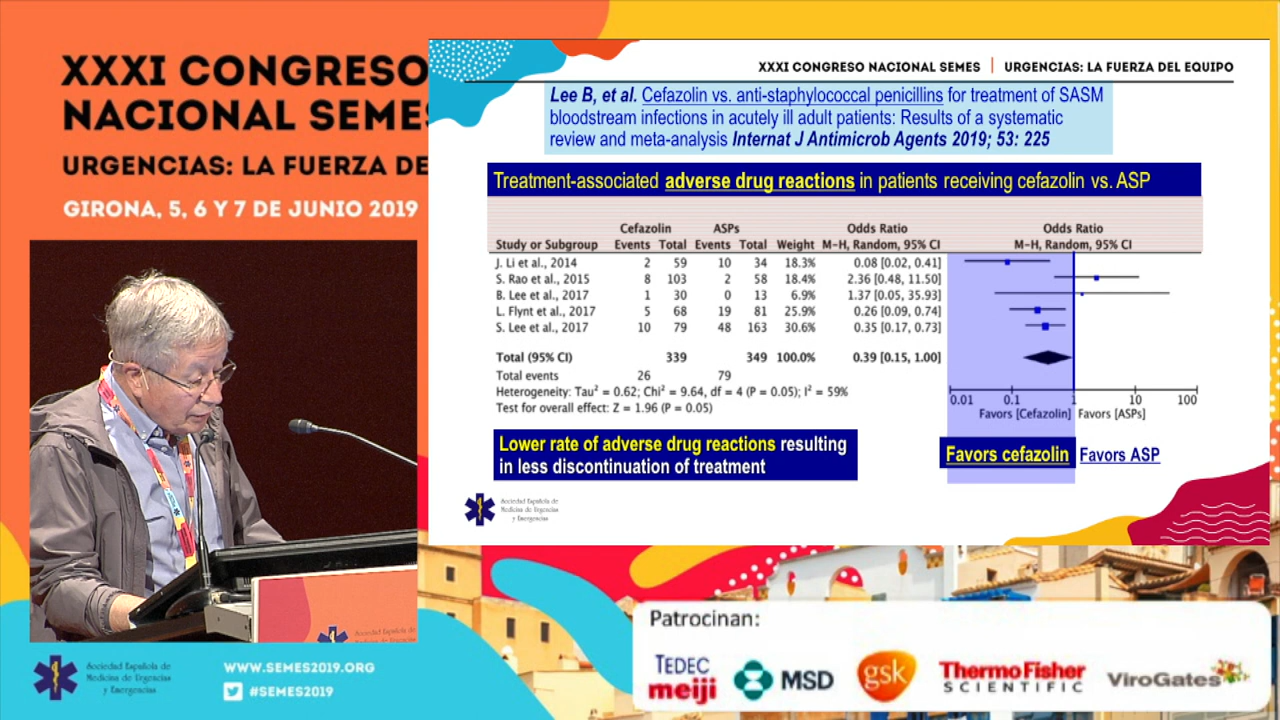 XXXI CONGRESO
NACIONAL SEMES
URGENCIAS: LA FUERZA DE
GIRONA, 5, 6 Y 7 DE JUNIO 2019
XXXI CONGRESO NACIONAL SEMES | URGENCIAS: LA FUERZA DEL EQUIPO
Lee B, et al. Cefazolin vs. anti-staphylococcal penicillins for treatment of SASM
bloodstream infections in acutely ill adult patients: Results of a systematic
review and meta-analysis Internat J Antimicrob Agents 2019; 53: 225
Treatment-associated adverse drug reactions in patients receiving cefazolin vs. ASP
Cefazolin ASPs Odds Ratio Odds Ratio
Study or Subgroup Events Total Events Total Weight M-H, Random, 95% CI M-H, Random, 95% CI
J. Li et al., 2014 2 59 10 34 18.3% 0.08 [0.02, 0.41]
S. Rao et al., 2015 8 103 2 58 18.4% 2.36 [0.48, 11.50]
B. Lee et al., 2017 1 30 0 13 6.9% 1.37 [0.05, 35.93]
L. Flynt et al., 2017 5 68 19 81 25.9% 0.26 [0.09, 0.74]
S. Lee et al., 2017 10 79 48 163 30.6% 0.35 [0.17, 0.73]
Total (95% CI) 339 349 100.0% 0.39 [0.15, 1.00]
Total events 26 79
Heterogeneity: Tau² = 0.62; Chi² = 9.64, df = 4 (P = 0.05); I² = 59%
Test for overall effect: Z = 1.96 (P = 0.05)
0.01 0.1 1 10 100
Favors [Cefazolin] Favors [ASPs]
Lower rate of adverse drug reactions resulting
in less discontinuation of treatment
Favors cefazolin Favors ASP
Sociedad Española de
Medicina de Urgencias
y Emergencias
Sociedad Española de
Medicina de Urgencias
y Emergencias
WWW.SEMES2019.ORG
#SEMES2019
Patrocinan:
TEDEC
meiji
MSD
gsk
ThermoFisher
SCIENTIFIC
ViroGates